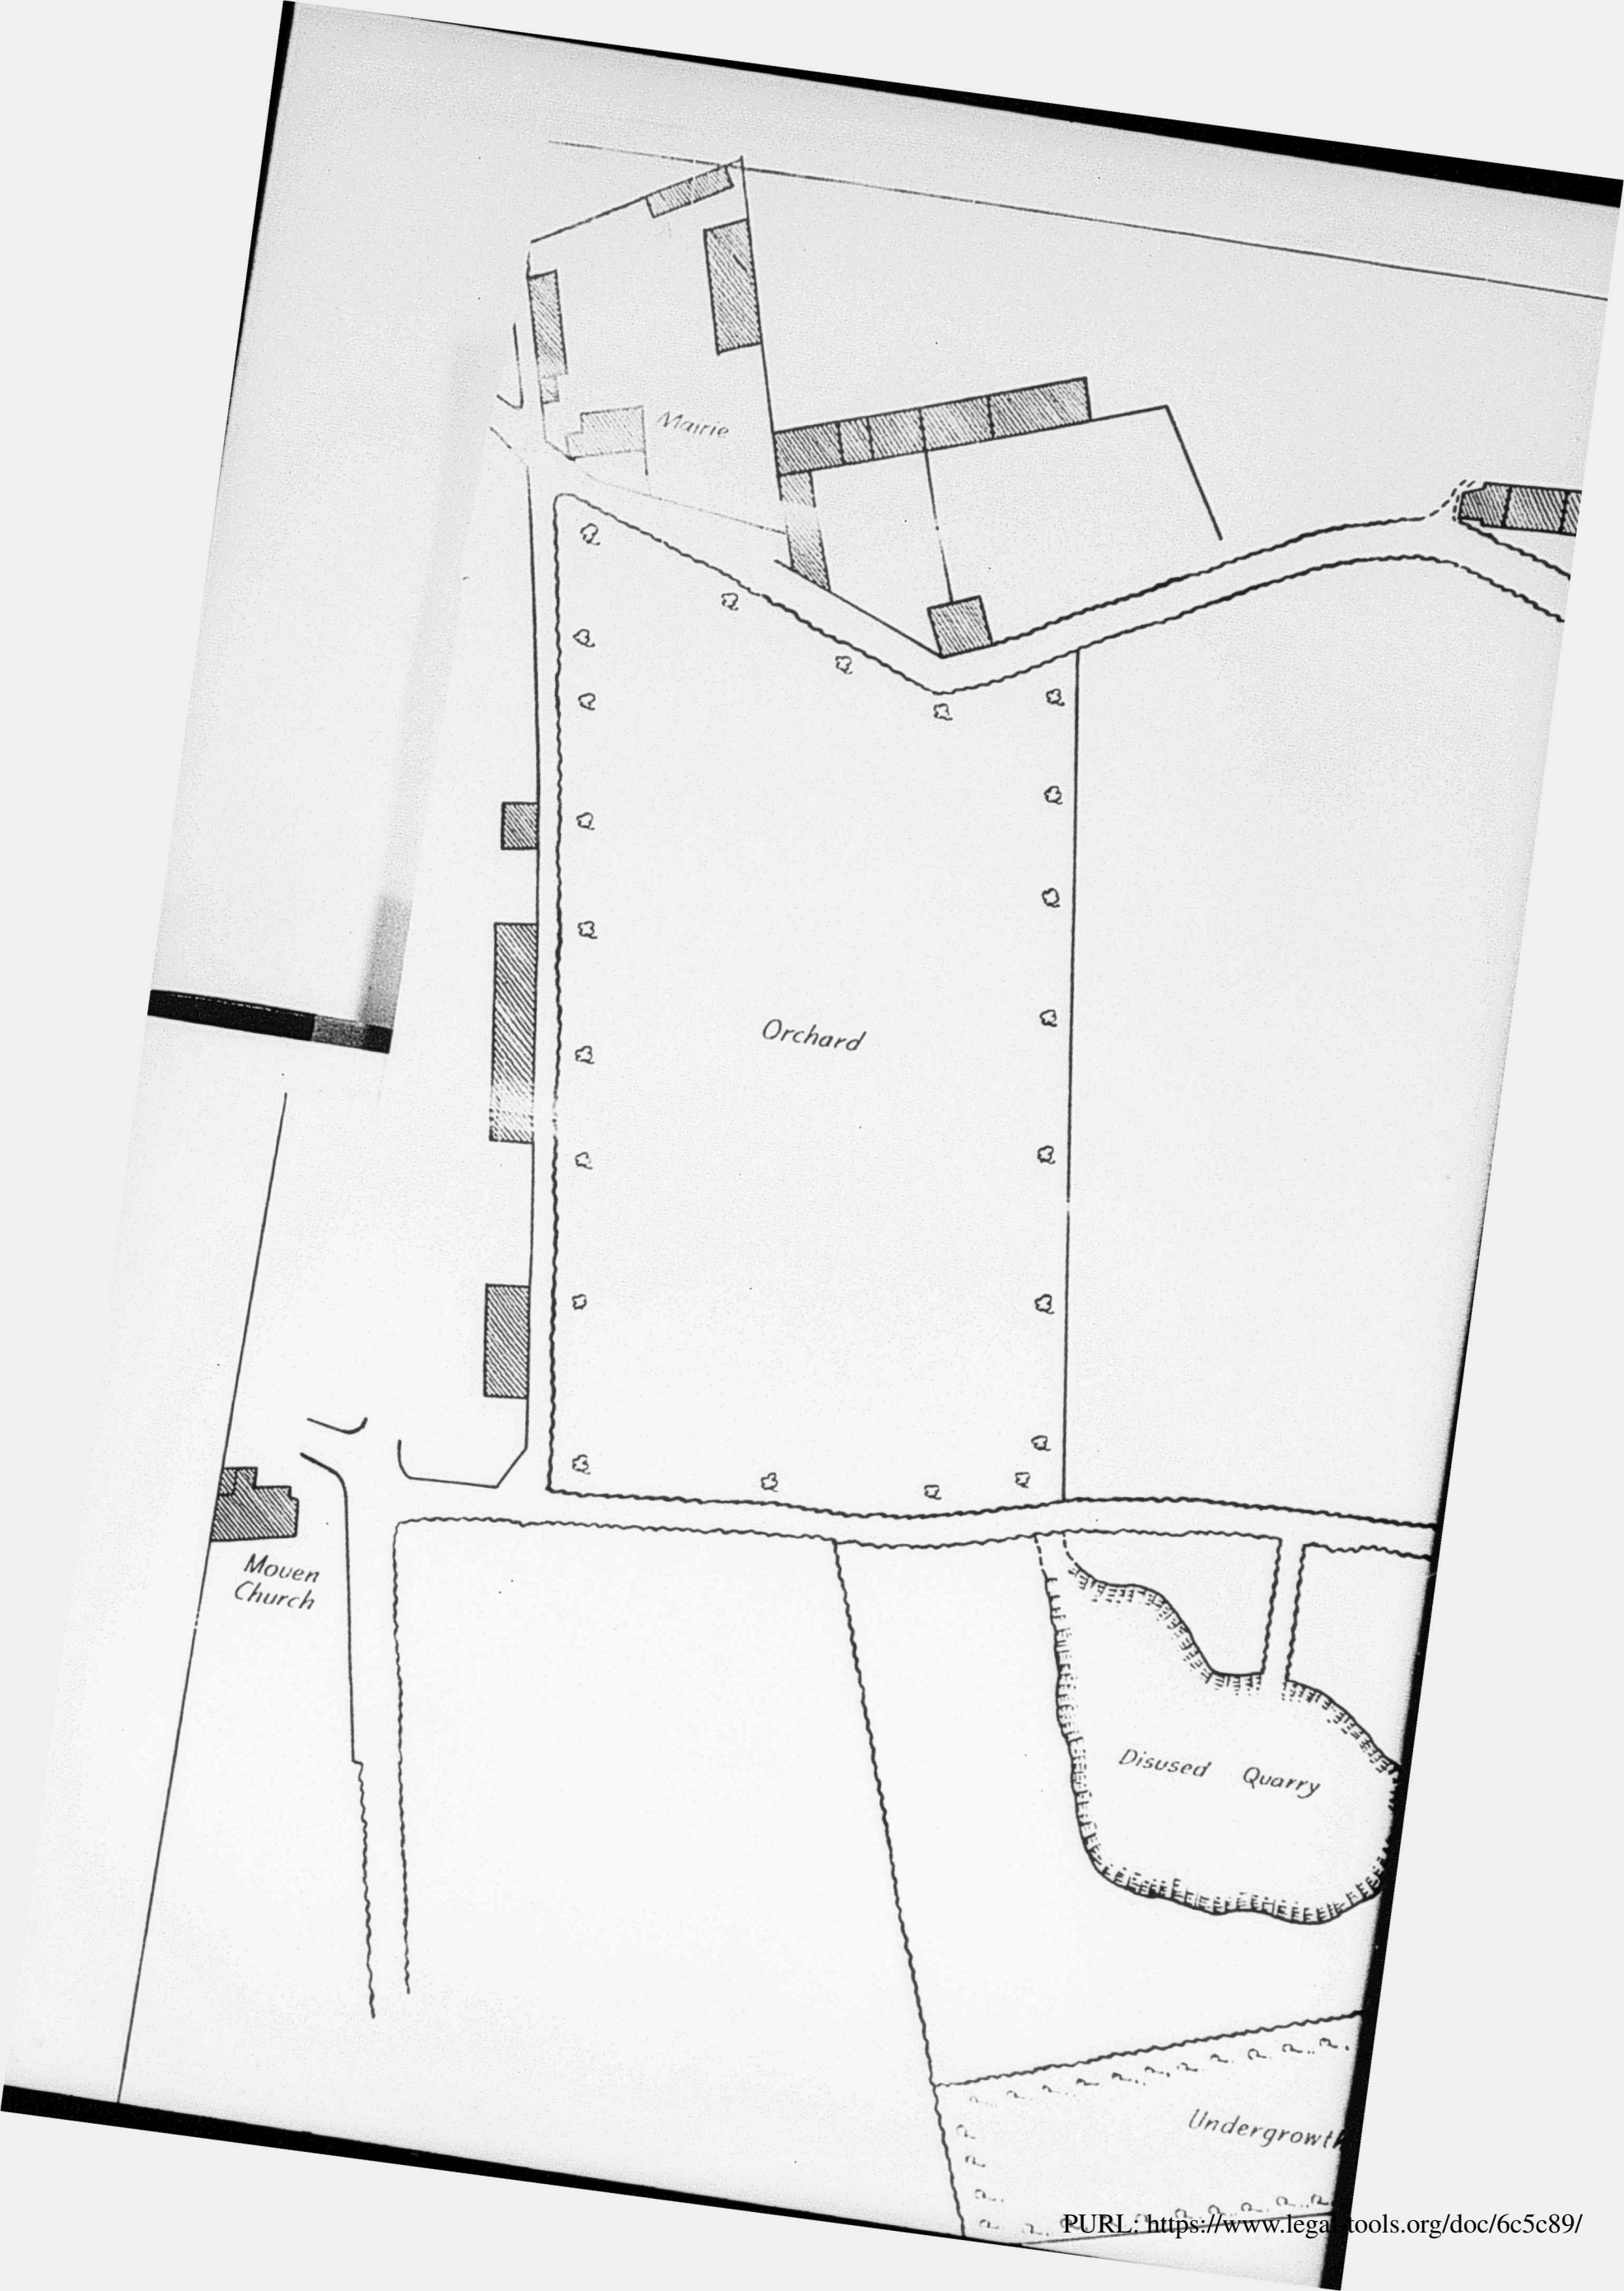 Mairie
Orchard
Mouen
Church
Disused Quarry
Undergrowth
PURL: https://www.legal-tools.org/doc/6c5c89/